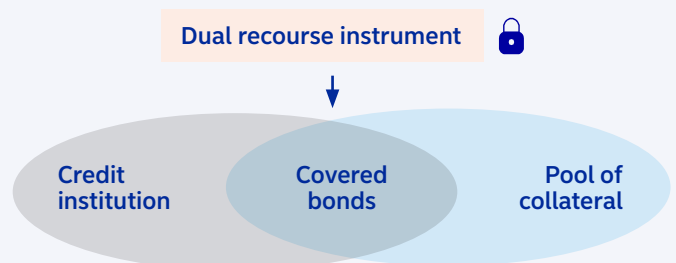 Dual recourse instrument
Credit
institution
Covered
bonds
Pool of
collateral